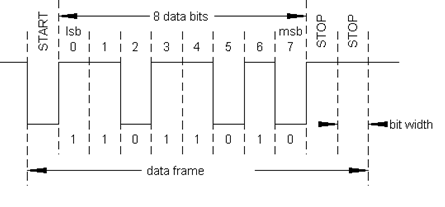 8 data bits
START lsb msb STOP STOP
0 1 2 3 4 5 6 7
bit width
1 1 0 1 1 0 1 0
data frame